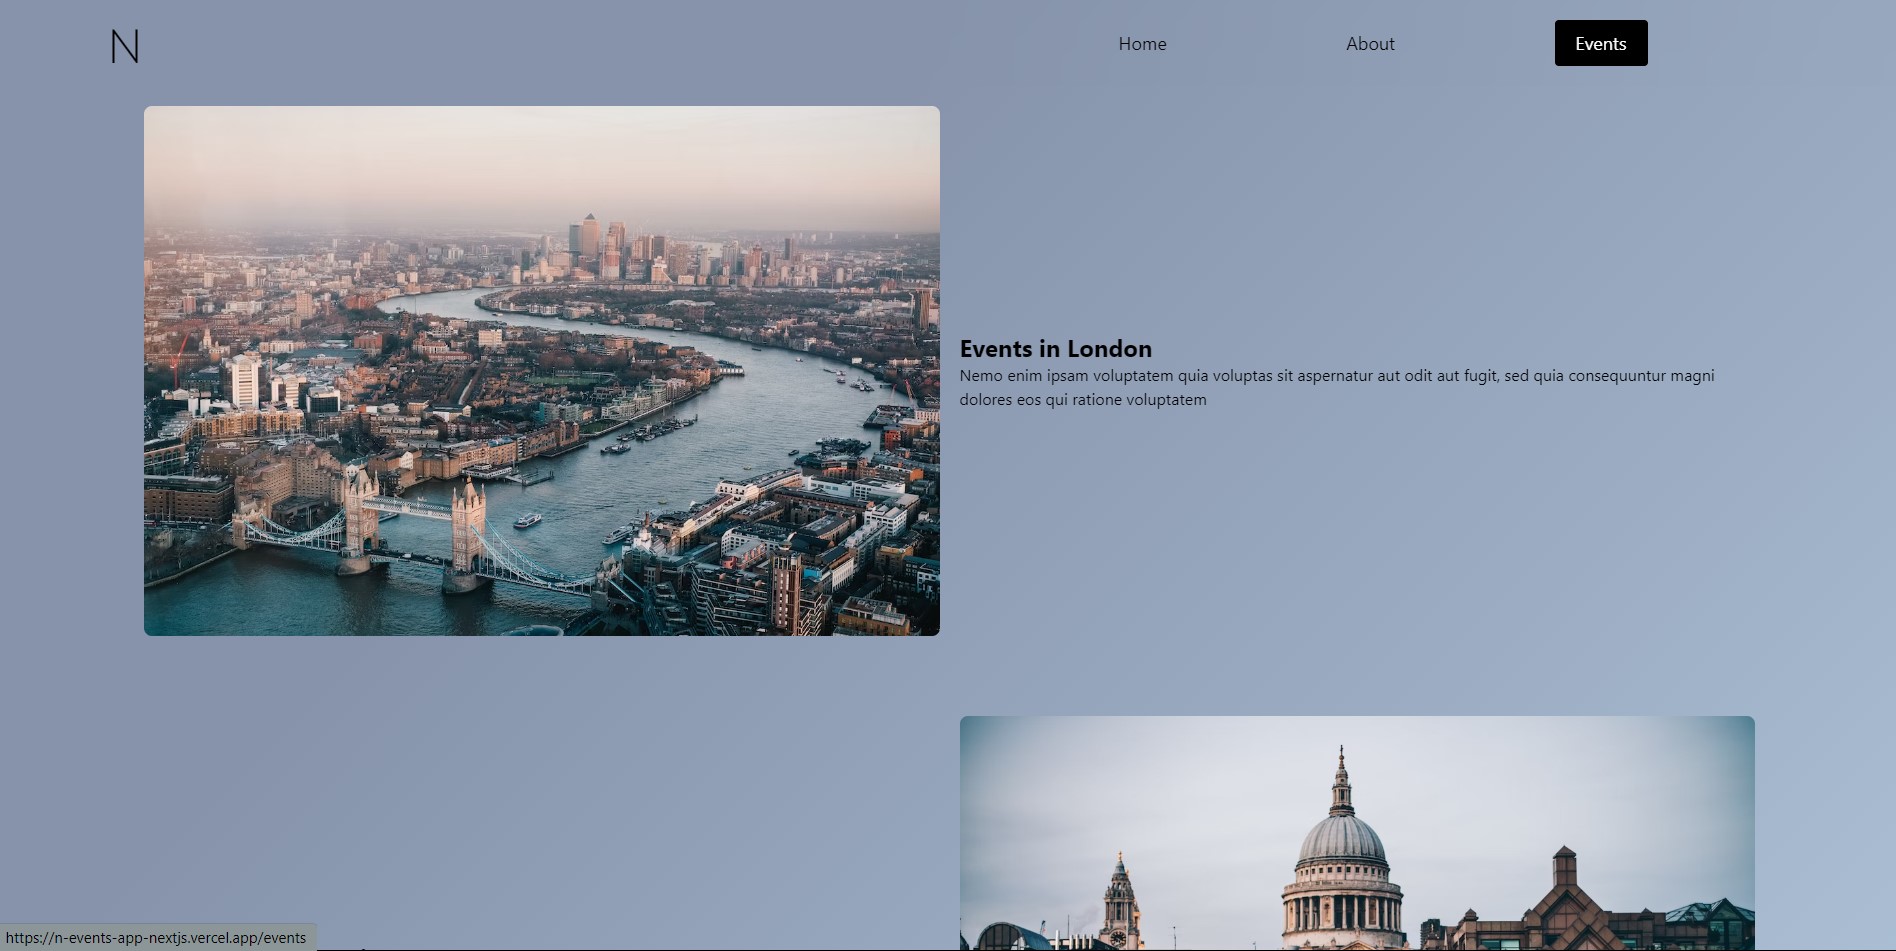 N
Home
About
Events
Events in London
Nemo enim ipsam voluptatem quia voluptas sit aspernatur aut odit aut fugit, sed quia consequuntur magni
dolores eos qui ratione voluptatem
https://n-events-app-nextjs.vercel.app/events